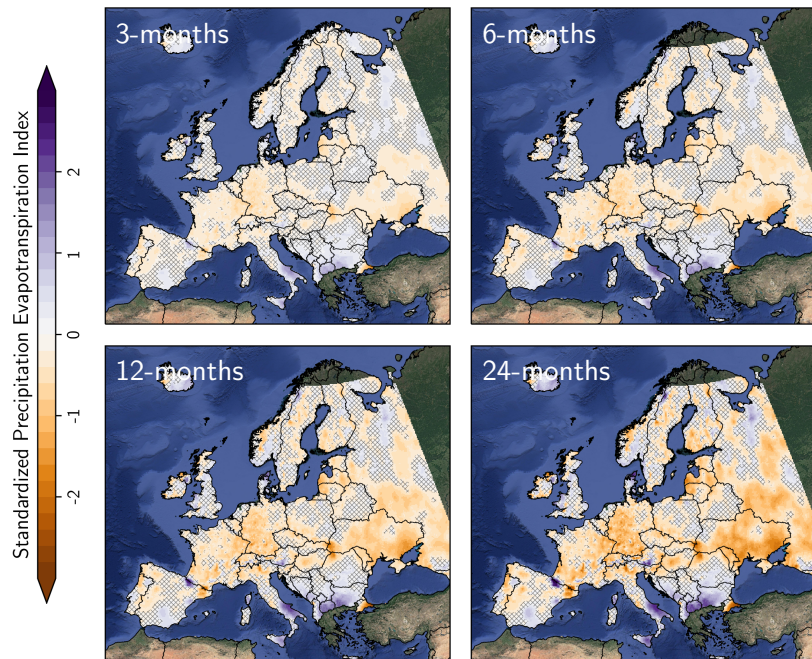 Standardized Precipitation Evapotranspiration Index
2
1
0
-1
-2
3-months
6-months
12-months
24-months